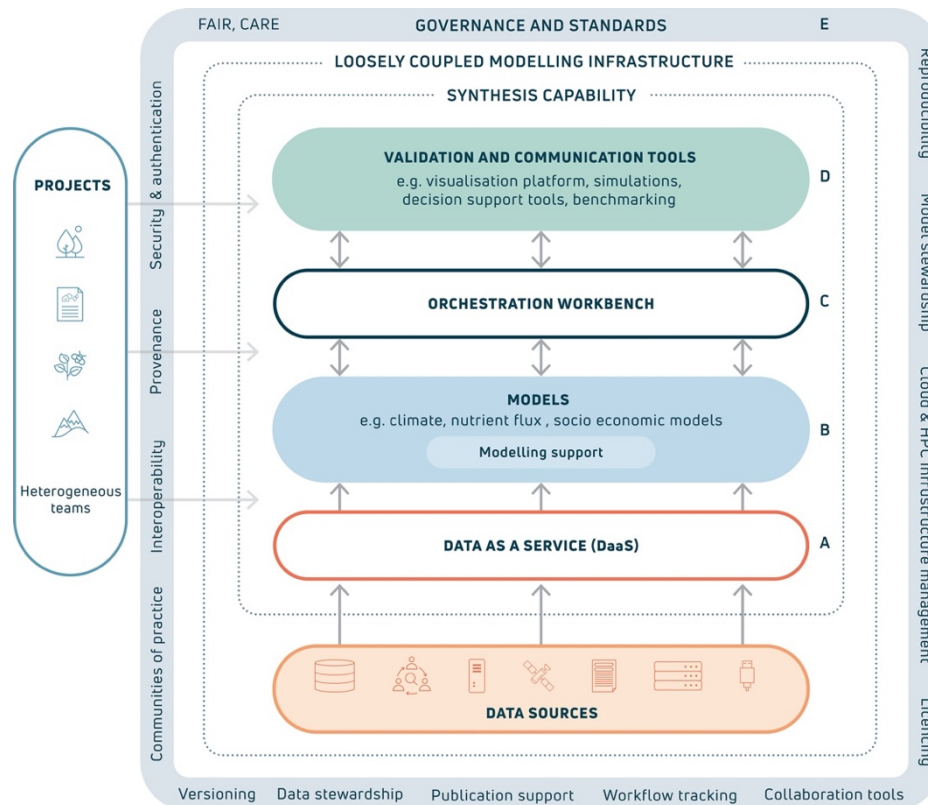 FAIR, CARE
GOVERNANCE AND STANDARDS
E
LOOSELY COUPLED MODELLING INFRASTRUCTURE
SYNTHESIS CAPABILITY
PROJECTS
Heterogeneous
teams
Security & authentication
Provenance
Interoperability
Communities of practice
VALIDATION AND COMMUNICATION TOOLS
e.g. visualisation platform, simulations,
decision support tools, benchmarking
D
ORCHESTRATION WORKBENCH
C
MODELS
e.g. climate, nutrient flux , socio economic models
Modelling support
B
DATA AS A SERVICE (DaaS)
A
DATA SOURCES
Reproducibility
Model stewardship
Cloud & HPC infrastructure management
Licencing
Versioning
Data stewardship
Publication support
Workflow tracking
Collaboration tools